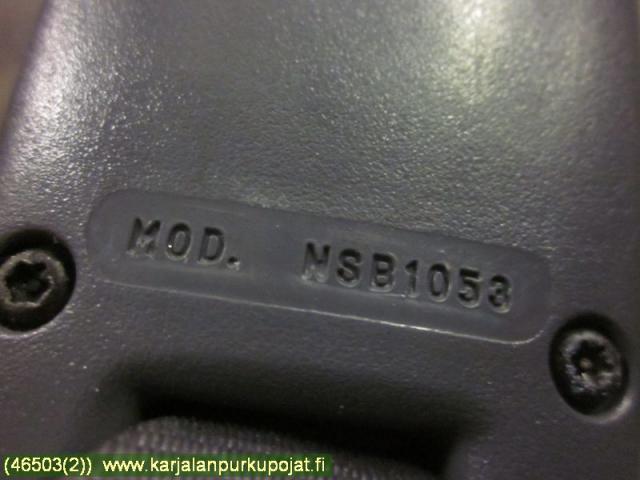 MOD. NSB1053
(46503(2)) www.karjalanpurkupojat.fi